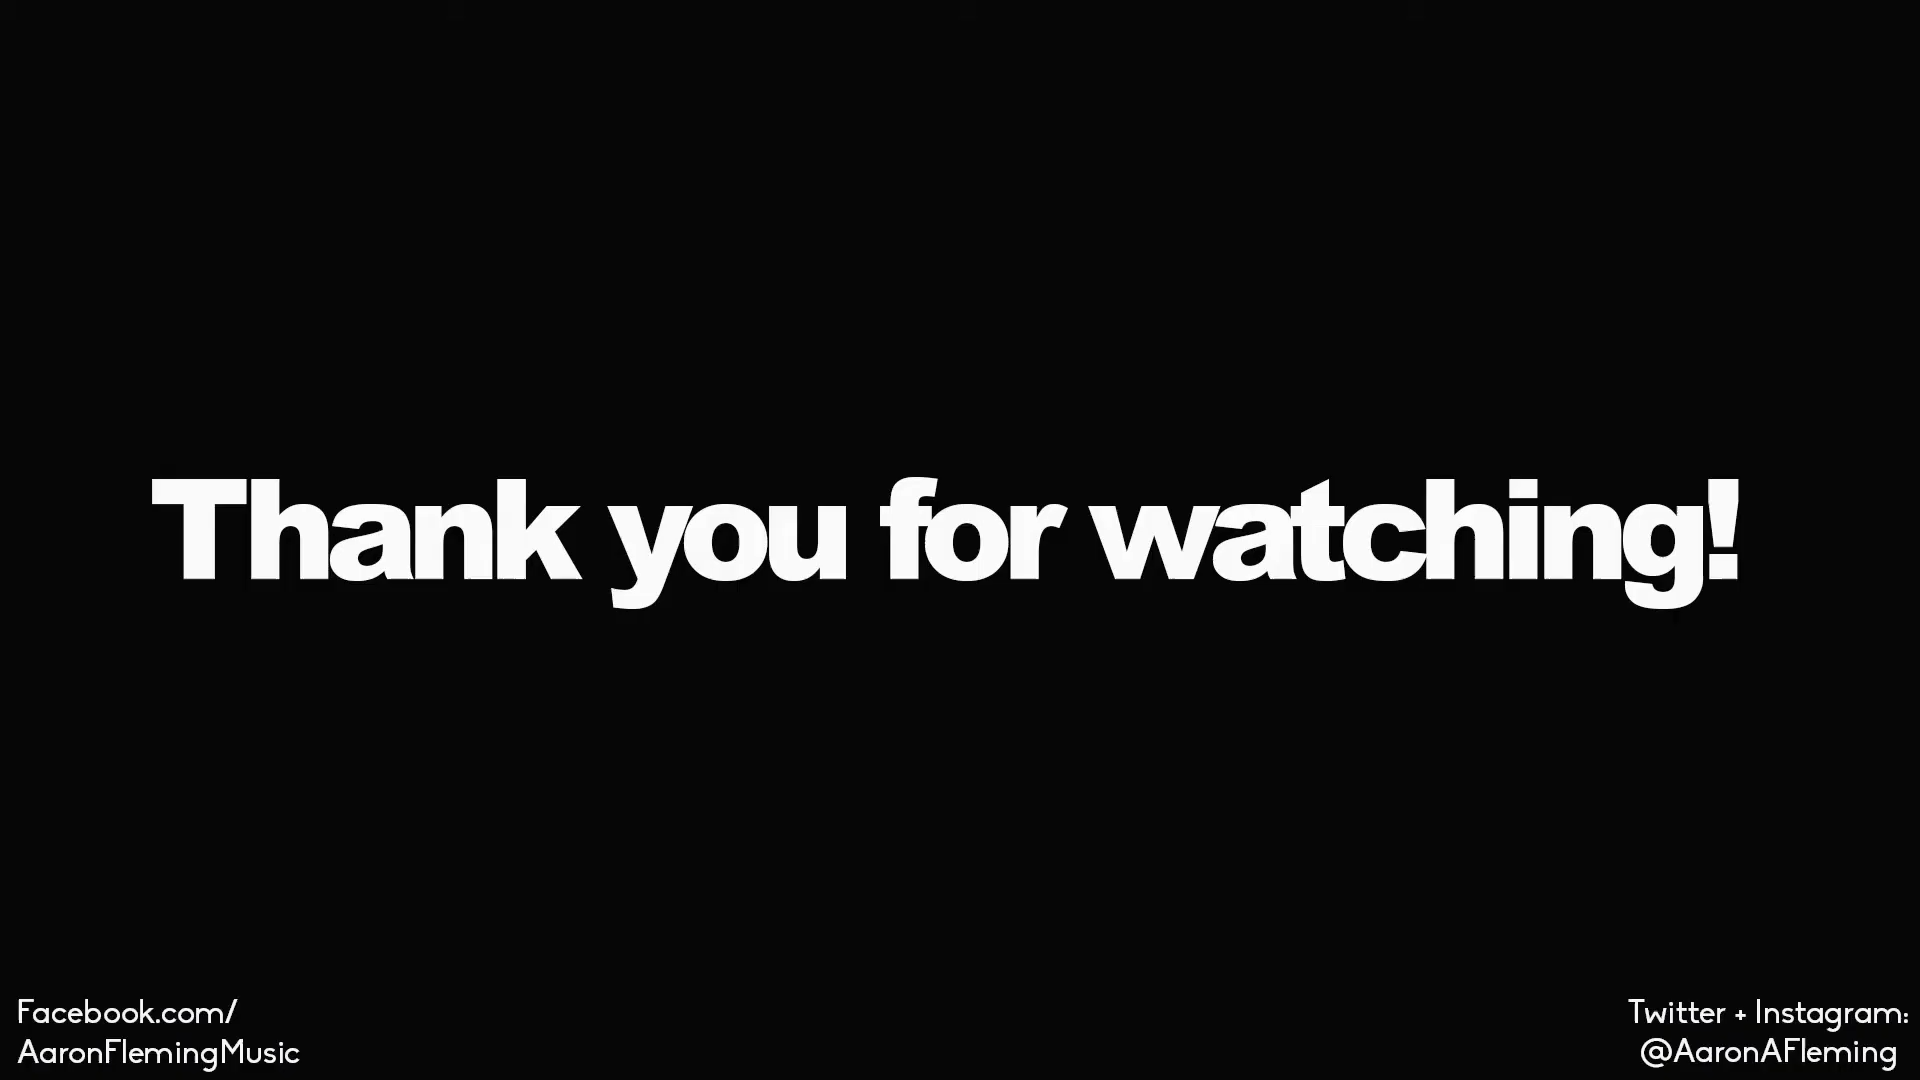 Thank you for watching!
Facebook.com/
AaronFlemingMusic
Twitter + Instagram:
@AaronAFleming